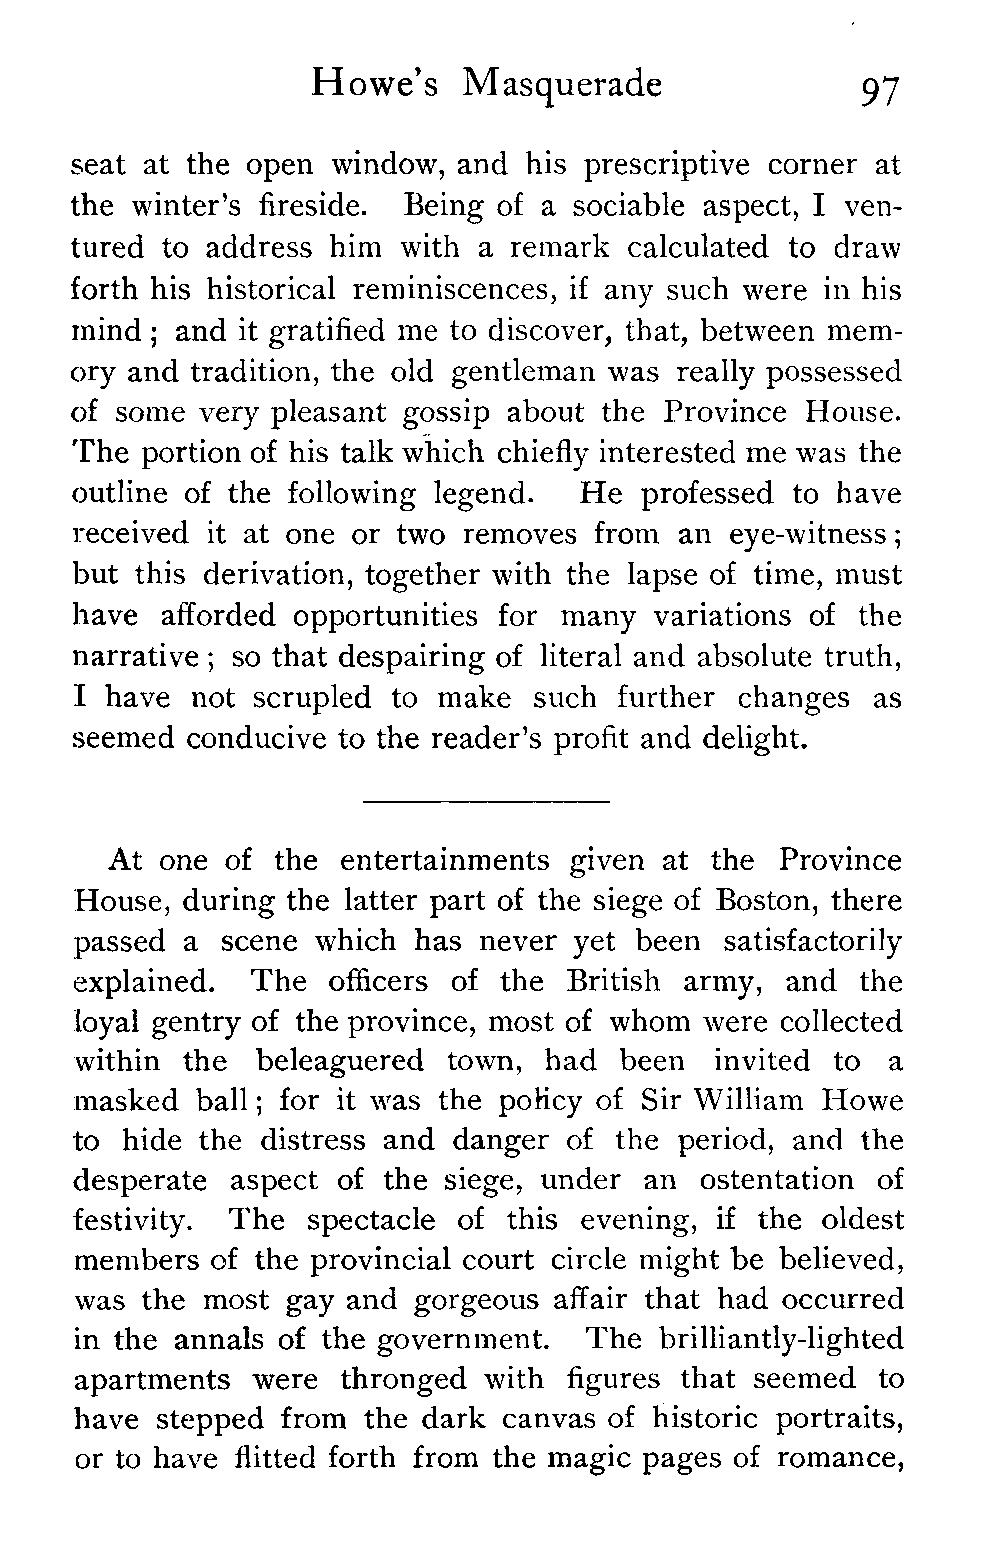 Howe's Masquerade 97
seat at the open window, and his prescriptive corner at
the winter's fireside. Being of a sociable aspect, I ven-
tured to address him with a remark calculated to draw
forth his historical reminiscences, if any such were in his
mind ; and it gratified me to discover, that, between mem-
ory and tradition, the old gentleman was really possessed
of some very pleasant gossip about the Province House.
The portion of his talk which chiefly interested me was the
outline of the following legend. He professed to have
received it at one or two removes from an eye-witness ;
but this derivation, together with the lapse of time, must
have afforded opportunities for many variations of the
narrative ; so that despairing of literal and absolute truth,
I have not scrupled to make such further changes as
seemed conducive to the reader's profit and delight.
At one of the entertainments given at the Province
House, during the latter part of the siege of Boston, there
passed a scene which has never yet been satisfactorily
explained. The officers of the British army, and the
loyal gentry of the province, most of whom were collected
within the beleaguered town, had been invited to a
masked ball ; for it was the policy of Sir William Howe
to hide the distress and danger of the period, and the
desperate aspect of the siege, under an ostentation of
festivity. The spectacle of this evening, if the oldest
members of the provincial court circle might be believed,
was the most gay and gorgeous affair that had occurred
in the annals of the government. The brilliantly-lighted
apartments were thronged with figures that seemed to
have stepped from the dark canvas of historic portraits,
or to have flitted forth from the magic pages of romance,